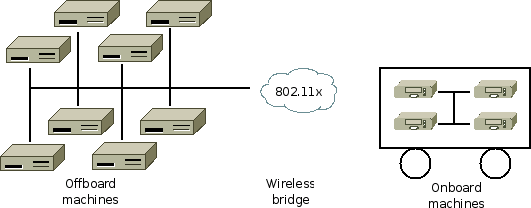 802.11x
Offboard
machines
Wireless
bridge
Onboard
machines